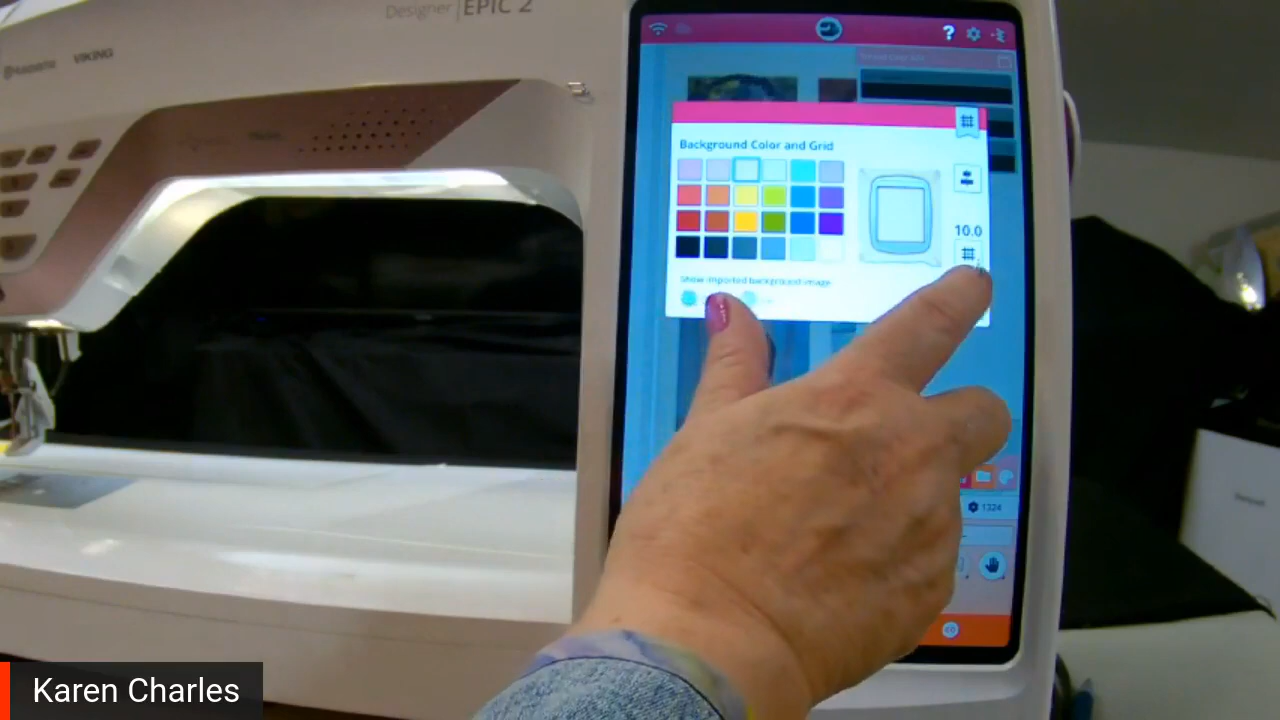 Designer EPIC 2
Husqvarna VIKING
?
Background Color and Grid
10.0
Show imported background image
1324
Karen Charles